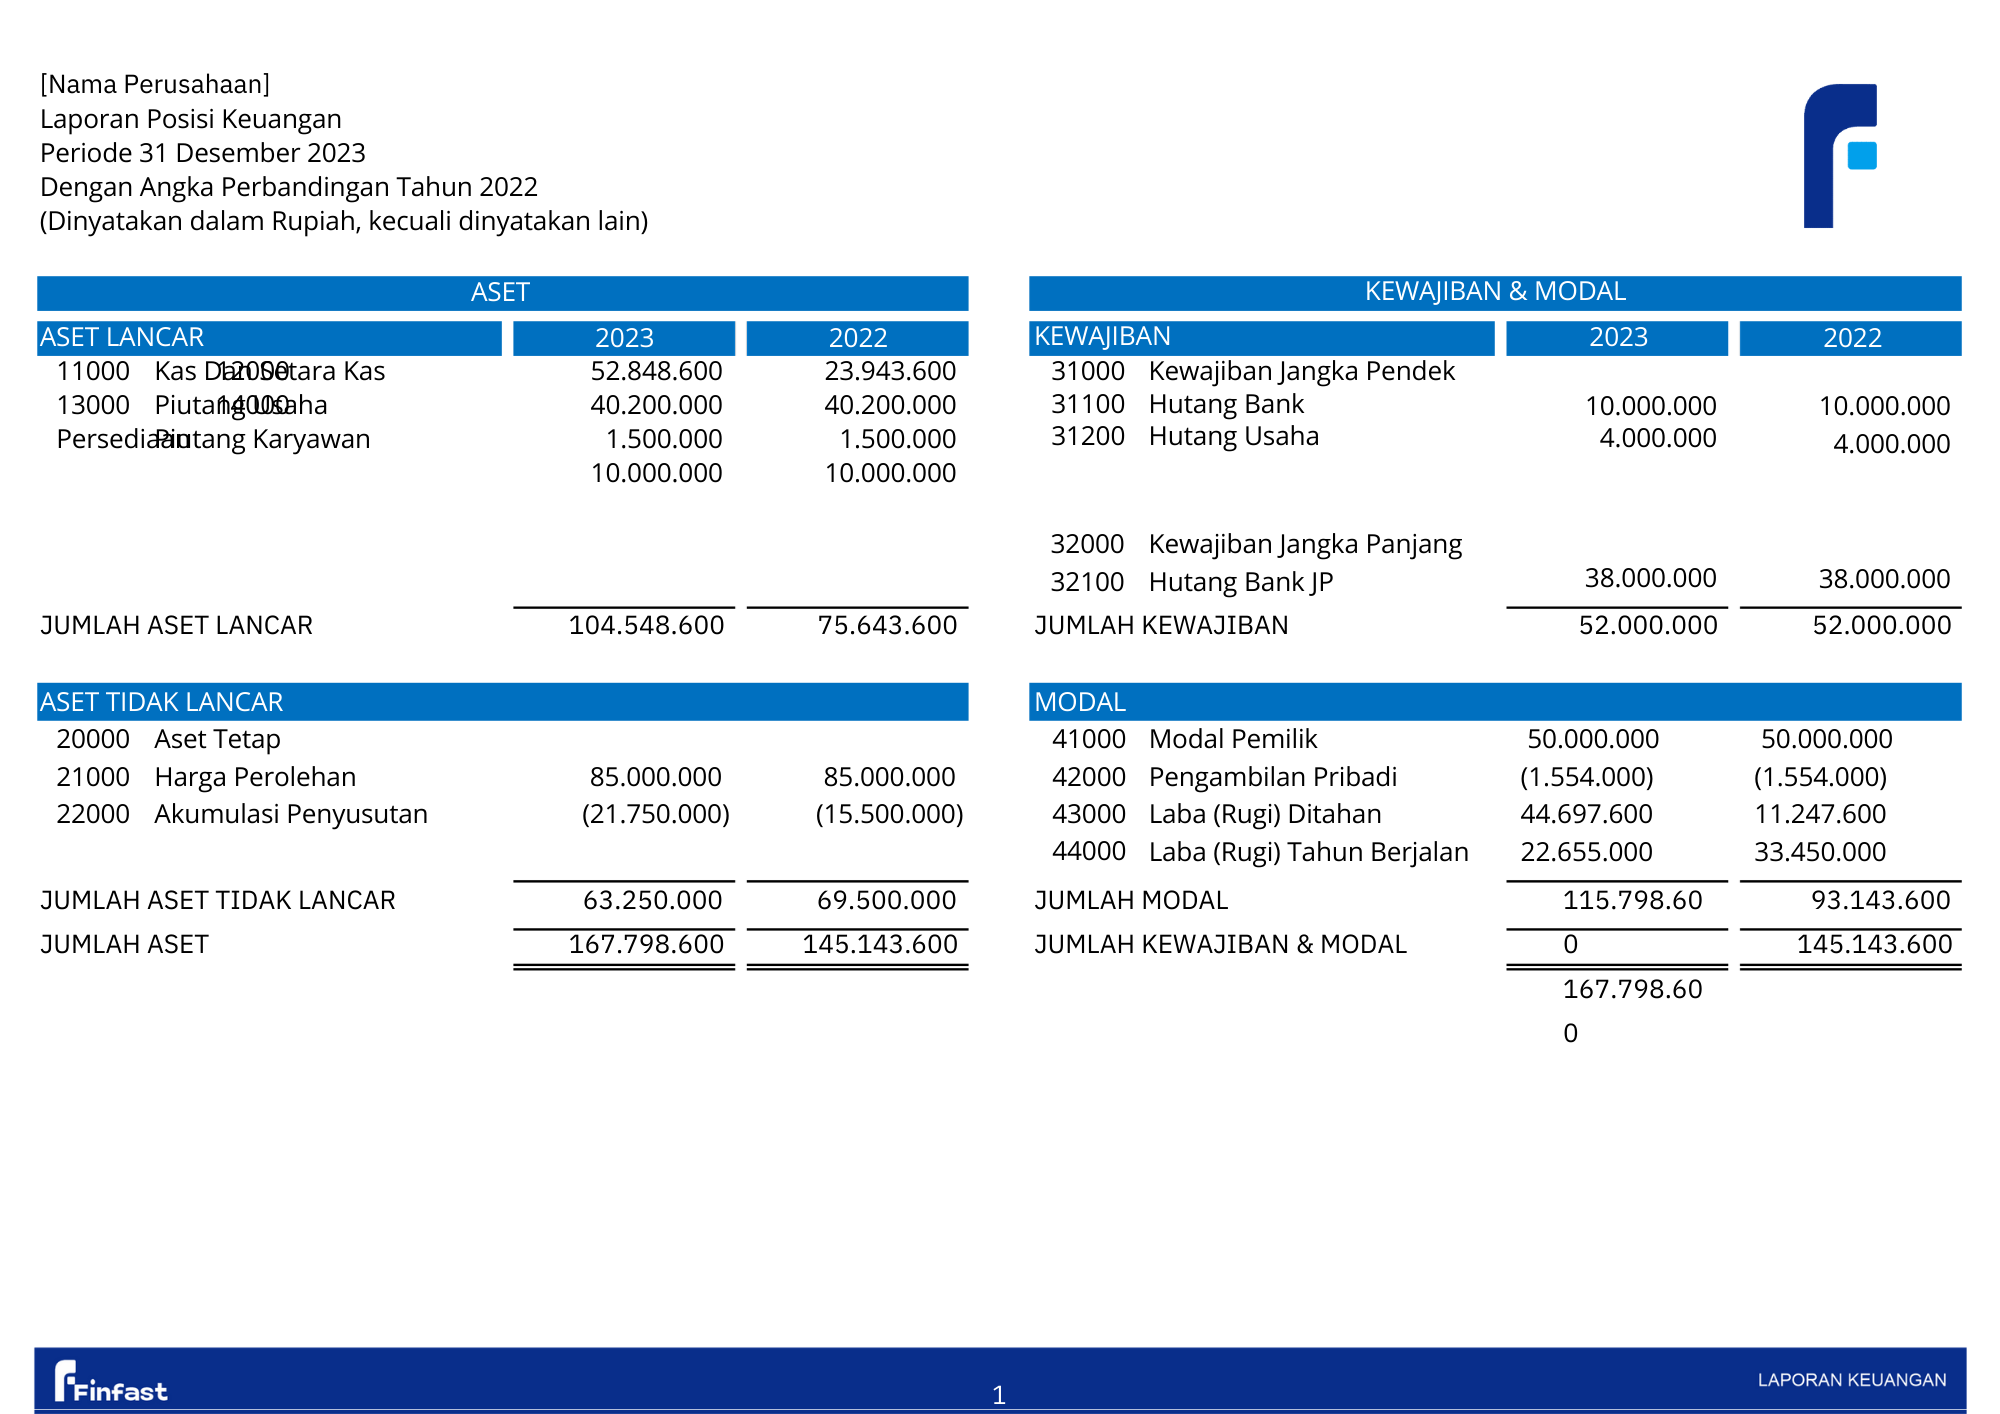 [Nama Perusahaan]
Laporan Posisi Keuangan
Periode 31 Desember 2023
Dengan Angka Perbandingan Tahun 2022
(Dinyatakan dalam Rupiah, kecuali dinyatakan lain)
ASET
ASET LANCAR 2023 2022
11000 Kas Dan Setara Kas 12000 52.848.600 23.943.600
13000 Piutang Usaha 14000 40.200.000 40.200.000
Persediaan Piutang Karyawan 1.500.000 1.500.000
10.000.000 10.000.000
JUMLAH ASET LANCAR 104.548.600 75.643.600
ASET TIDAK LANCAR
20000 Aset Tetap
21000 Harga Perolehan 85.000.000 85.000.000
22000 Akumulasi Penyusutan (21.750.000) (15.500.000)
JUMLAH ASET TIDAK LANCAR 63.250.000 69.500.000
JUMLAH ASET 167.798.600 145.143.600
KEWAJIBAN & MODAL
KEWAJIBAN 2023 2022
31000 Kewajiban Jangka Pendek
31100 Hutang Bank 10.000.000 10.000.000
31200 Hutang Usaha 4.000.000 4.000.000
32000 Kewajiban Jangka Panjang
32100 Hutang Bank JP 38.000.000 38.000.000
JUMLAH KEWAJIBAN 52.000.000 52.000.000
MODAL
41000 Modal Pemilik 50.000.000 50.000.000
42000 Pengambilan Pribadi (1.554.000) (1.554.000)
43000 Laba (Rugi) Ditahan 44.697.600 11.247.600
44000 Laba (Rugi) Tahun Berjalan 22.655.000 33.450.000
JUMLAH MODAL 115.798.60 93.143.600
JUMLAH KEWAJIBAN & MODAL 0 145.143.600
167.798.60
0
Finfast
1
LAPORAN KEUANGAN